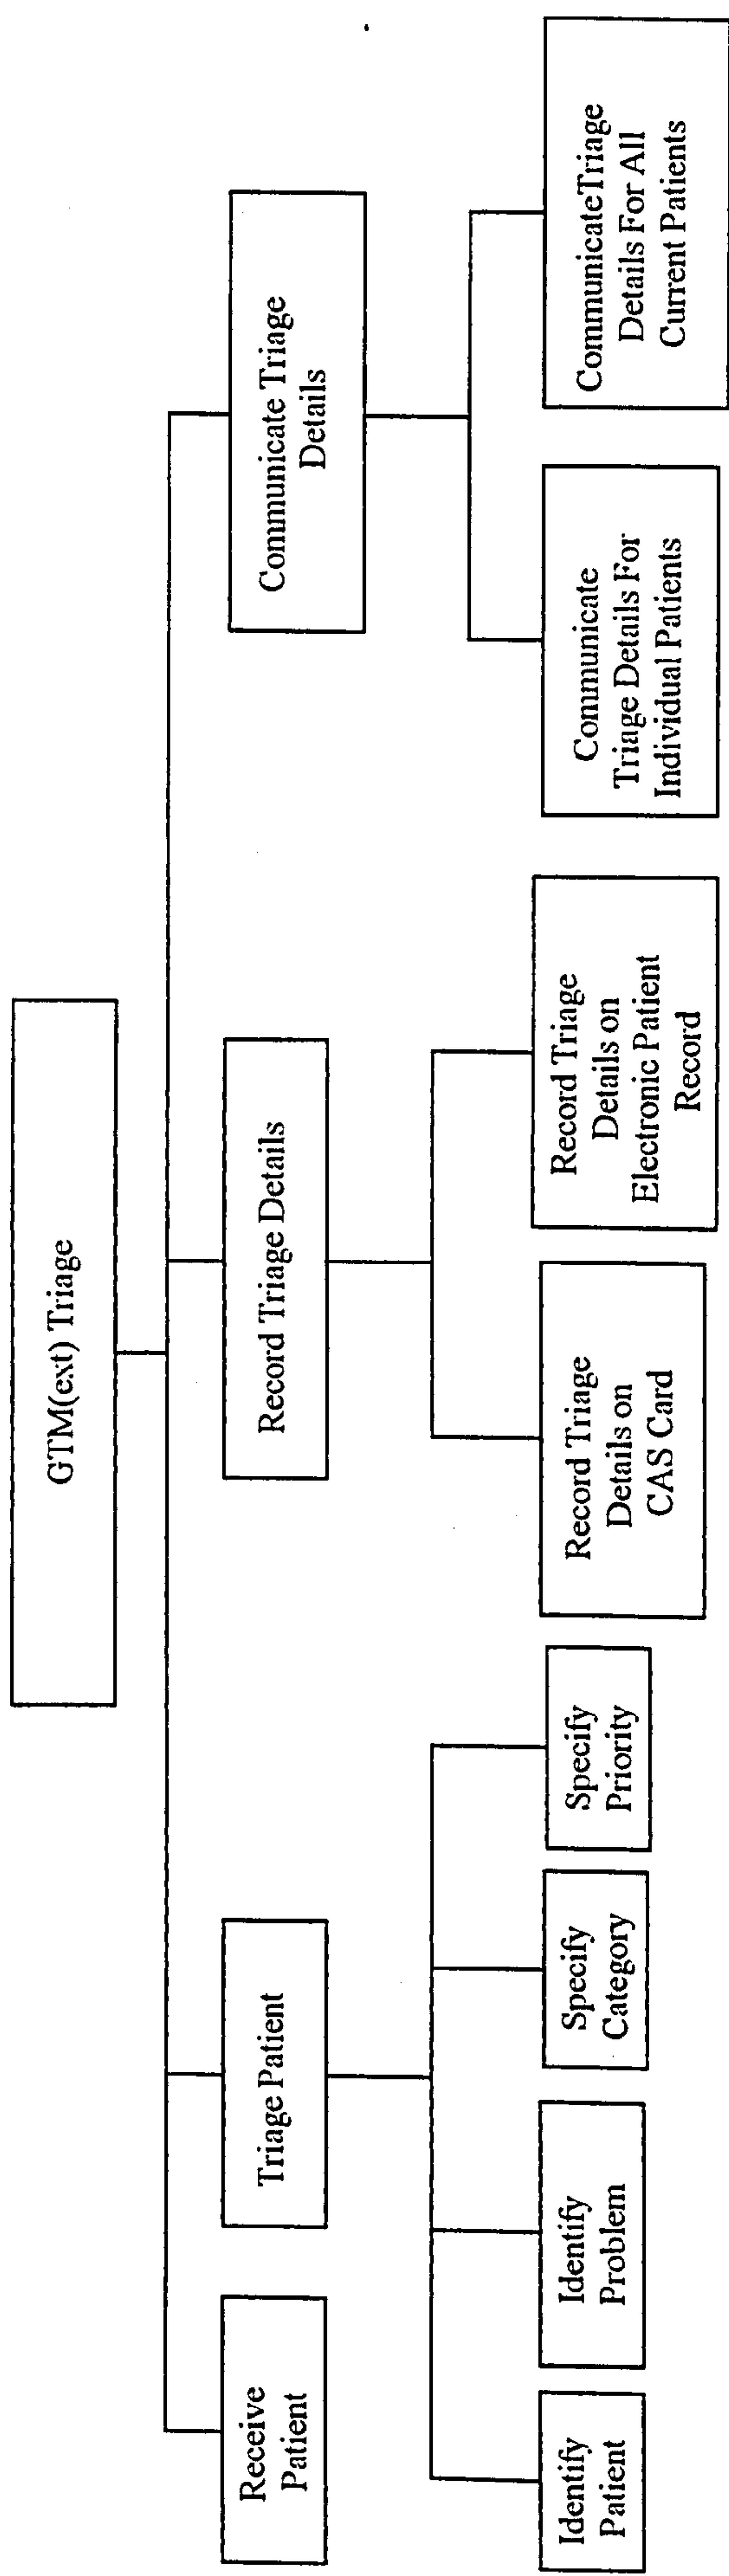 GTM(ext) Triage
Receive
Patient
Triage Patient
Record Triage Details
Communicate Triage
Details
Identify
Patient
Identify
Problem
Specify
Category
Specify
Priority
Record Triage
Details on
CAS Card
Record Triage
Details on
Electronic Patient
Record
Communicate
Triage Details For
Individual Patients
CommunicateTriage
Details For All
Current Patients